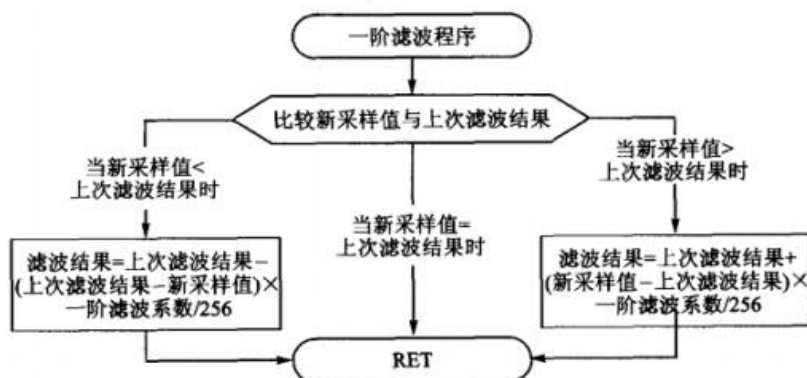 一阶滤波程序
比较新采样值与上次滤波结果
当新采样值<
上次滤波结果时
当新采样值=
上次滤波结果时
当新采样值>
上次滤波结果时
滤波结果=上次滤波结果-
(上次滤波结果-新采样值)×
一阶滤波系数/256
滤波结果=上次滤波结果+
(新采样值-上次滤波结果)×
一阶滤波系数/256
RET